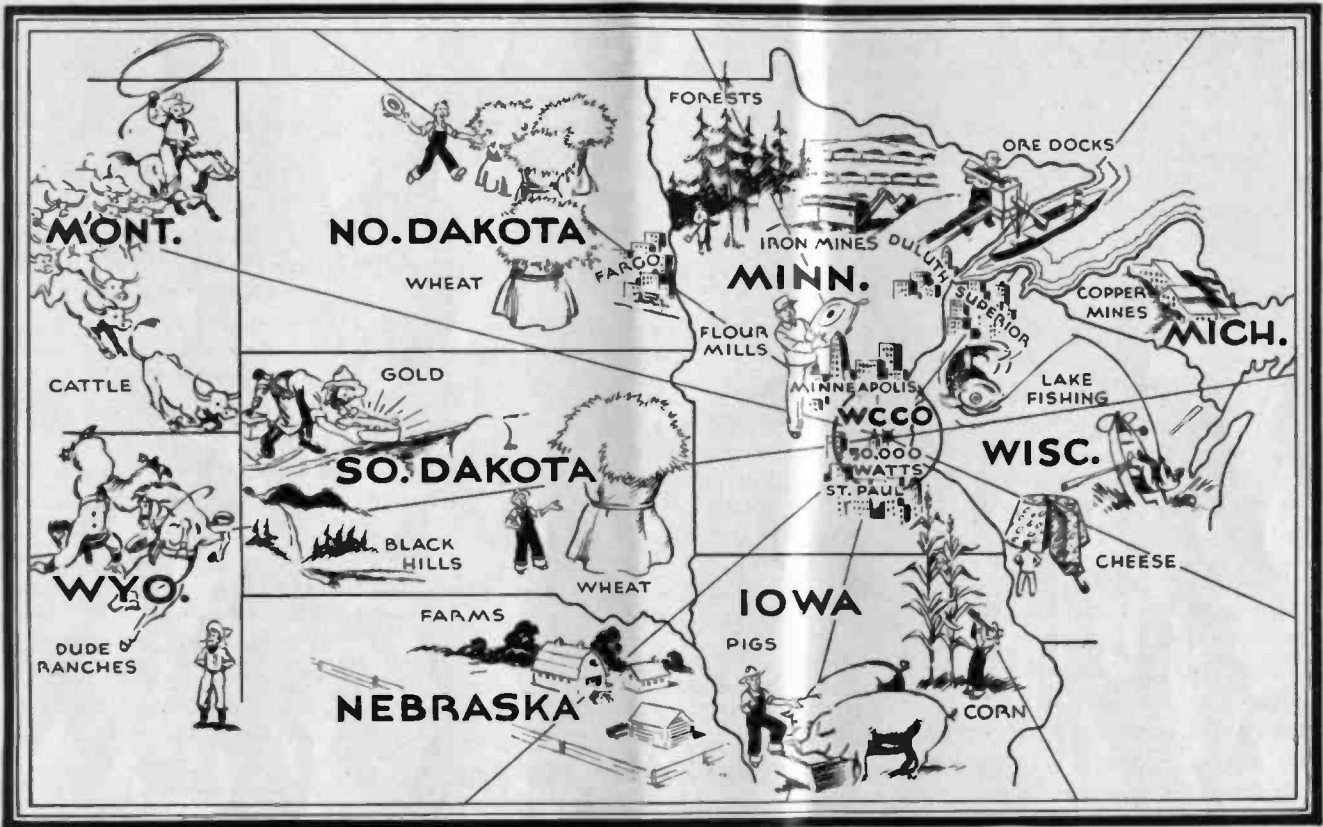 FORESTS
ORE DOCKS
MONT.
NO. DAKOTA
WHEAT
FARGO
IRON MINES
DULUTH
MINN.
SUPERIOR
COPPER
MINES
MICH.
FLOUR
MILLS
CATTLE
GOLD
MINNEAPOLIS
LAKE
FISHING
WCCO
50,000
WATTS
ST. PAUL
WISC.
SO. DAKOTA
BLACK
HILLS
WHEAT
CHEESE
WYO.
DUDE
RANCHES
FARMS
NEBRASKA
IOWA
PIGS
CORN